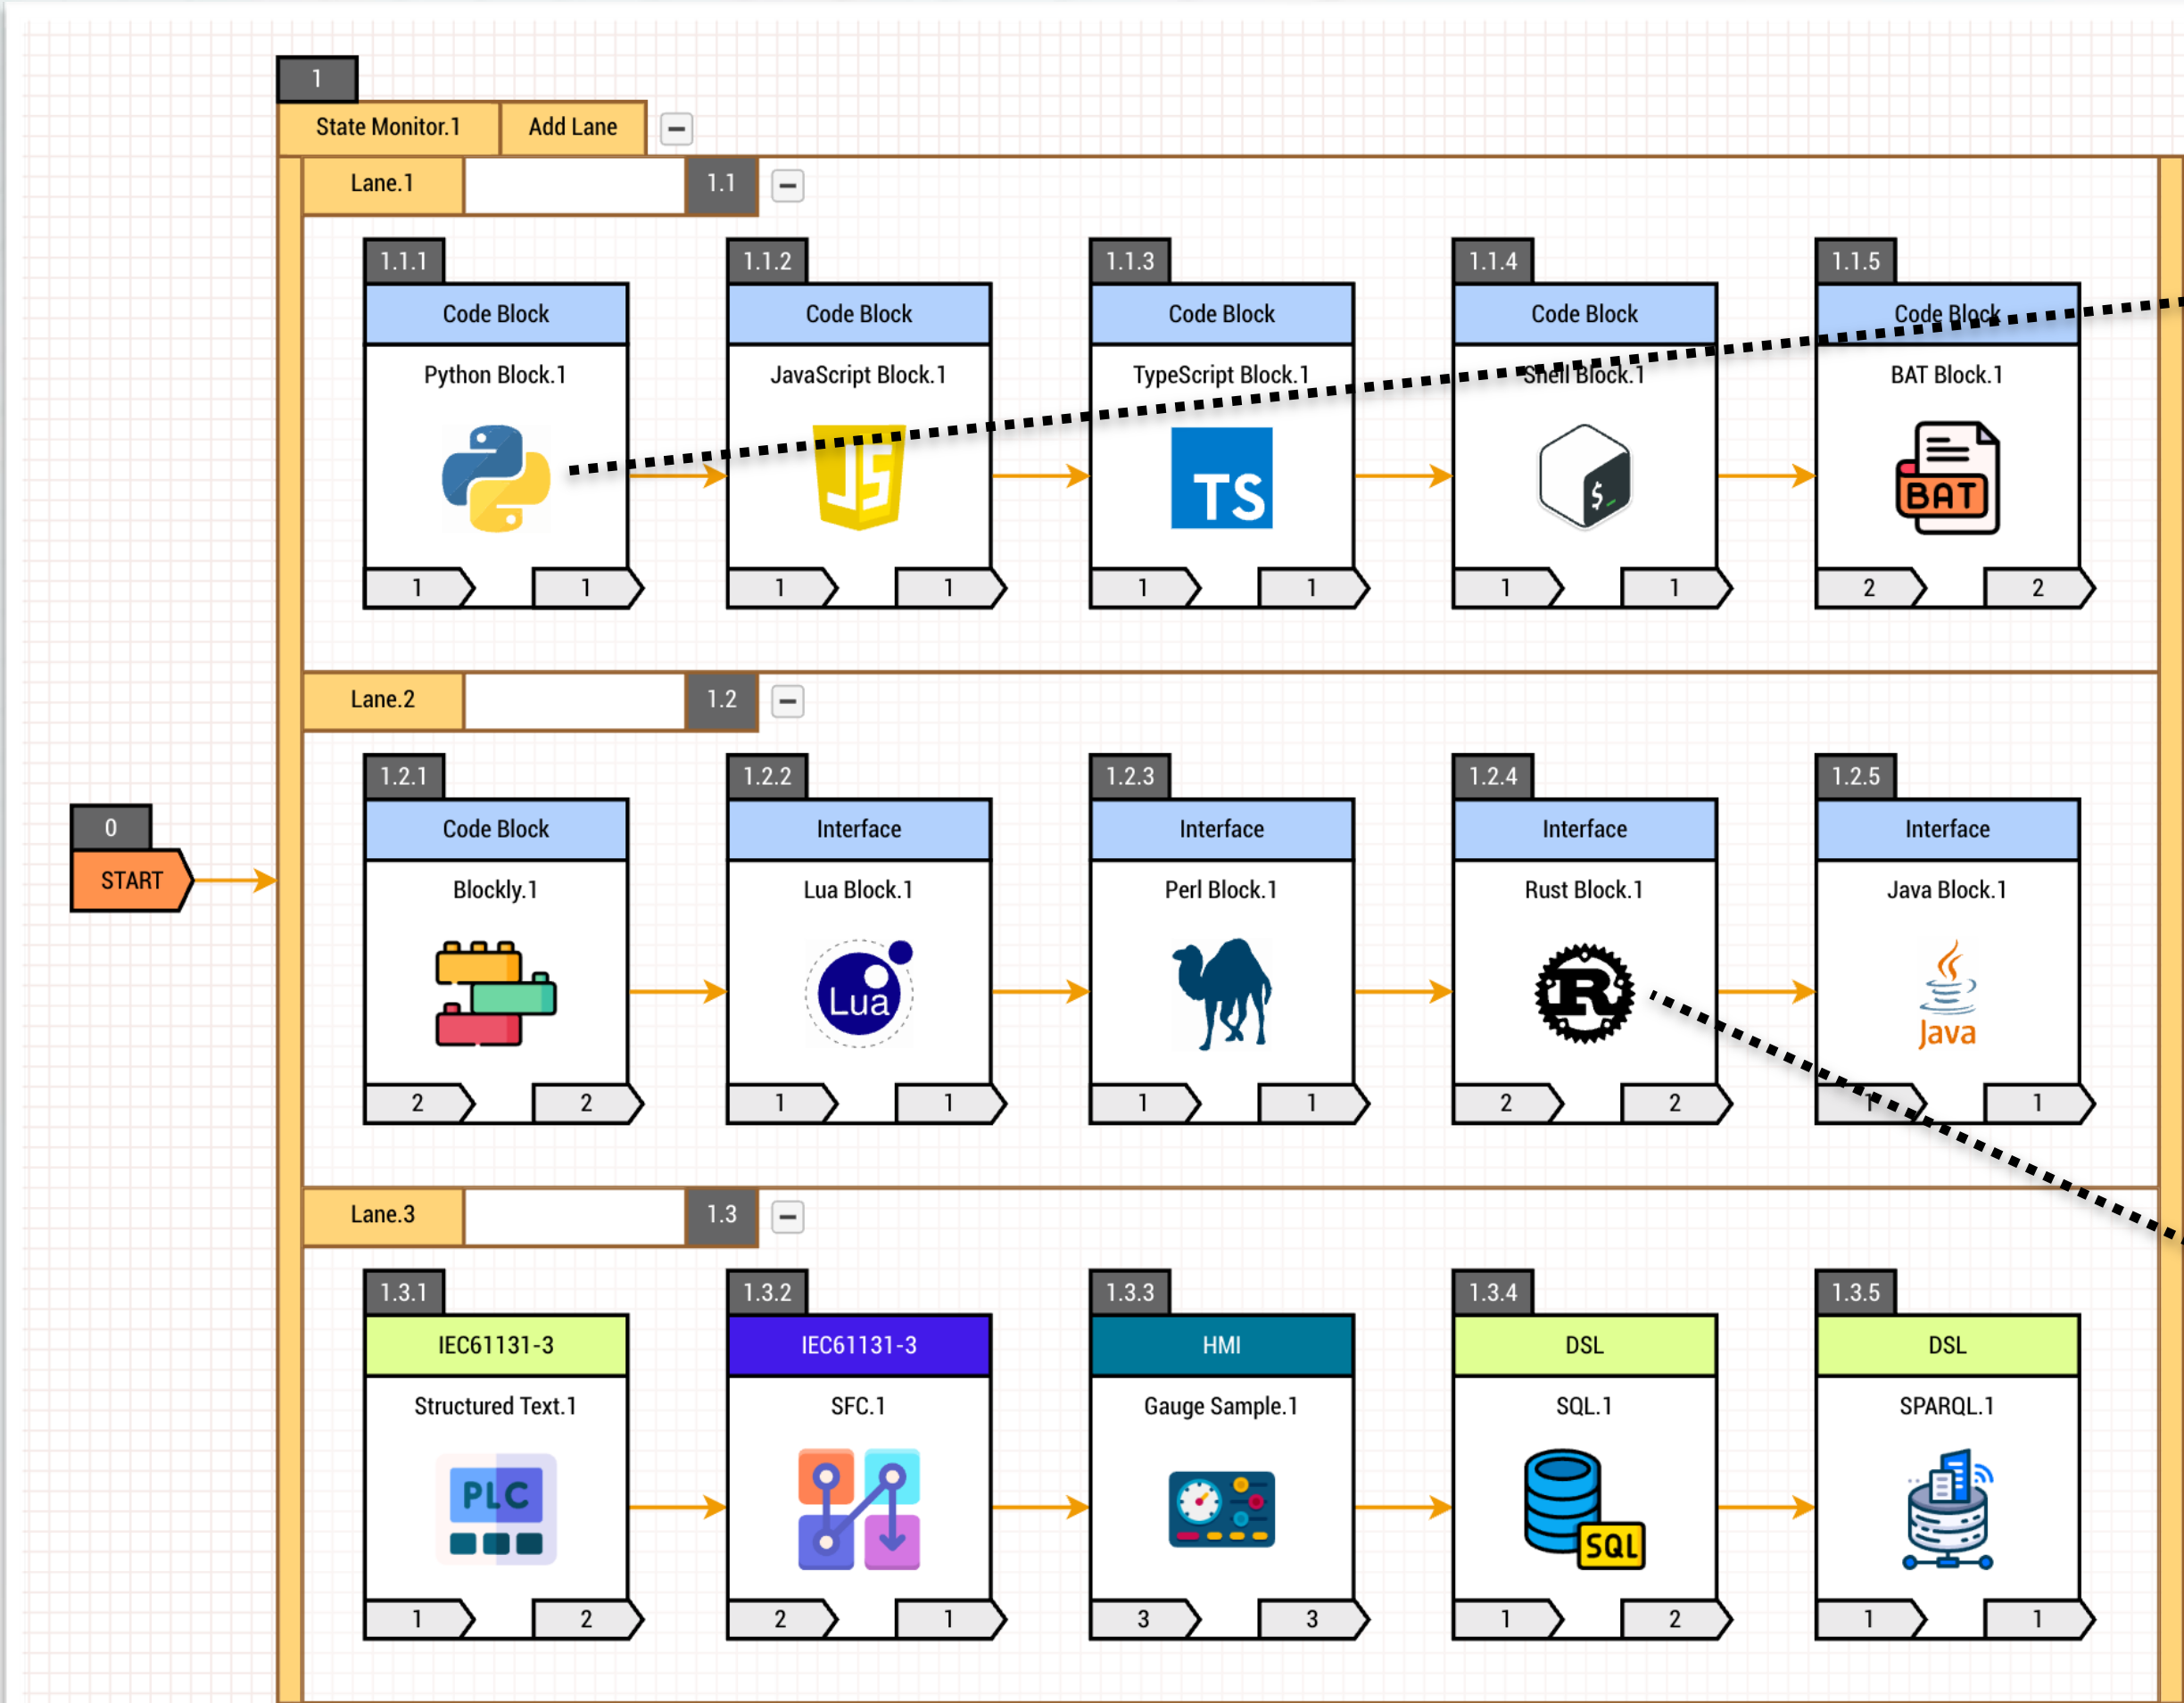 1
State Monitor.1 Add Lane
Lane.1 1.1
1.1.1 1.1.2 1.1.3 1.1.4 1.1.5
Code Block Code Block Code Block Code Block Code Block
Python Block.1 JavaScript Block.1 TypeScript Block.1 Shell Block.1 BAT Block.1
JS TS $_ BAT
1 1 1 1 1 1 1 1 2 2
Lane.2 1.2
1.2.1 1.2.2 1.2.3 1.2.4 1.2.5
0
Code Block Interface Interface Interface Interface
START
Blockly.1 Lua Block.1 Perl Block.1 Rust Block.1 Java Block.1
Lua R Java
2 2 1 1 1 1 2 2 1 1
Lane.3 1.3
1.3.1 1.3.2 1.3.3 1.3.4 1.3.5
IEC61131-3 IEC61131-3 HMI DSL DSL
Structured Text.1 SFC.1 Gauge Sample.1 SQL.1 SPARQL.1
PLC SQL
1 2 2 1 3 3 1 2 1 1